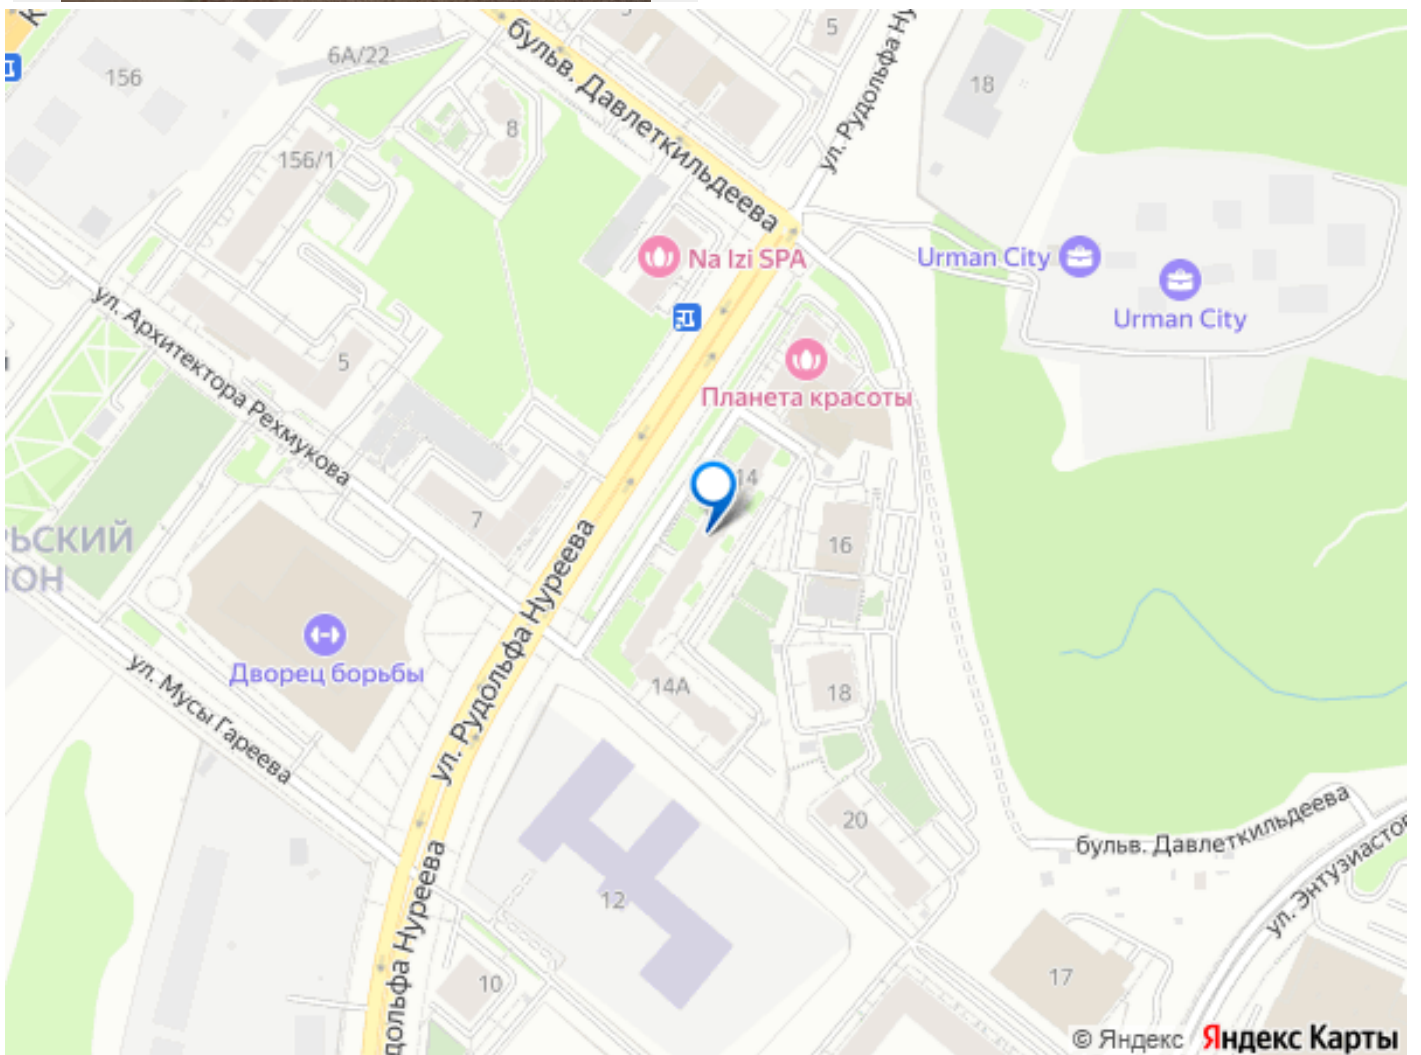 5
6А/22
156
8
18
156/1
бульв. Давлеткильдеева
ул. Рудольфа Ну
Na Izi SPA
Urman City
Urman City
ул. Архитектора Рехмукова
5
Планета красоты
14
7
16
ЬСКИЙ
ОН
ул. Рудольфа Нуреева
Дворец борьбы
14А
18
ул. Мусы Гареева
20
бульв. Давлеткильдеева
ул. Энтузиастов
12
дольфа Нуреева
10
17
© Яндекс Яндекс Карты